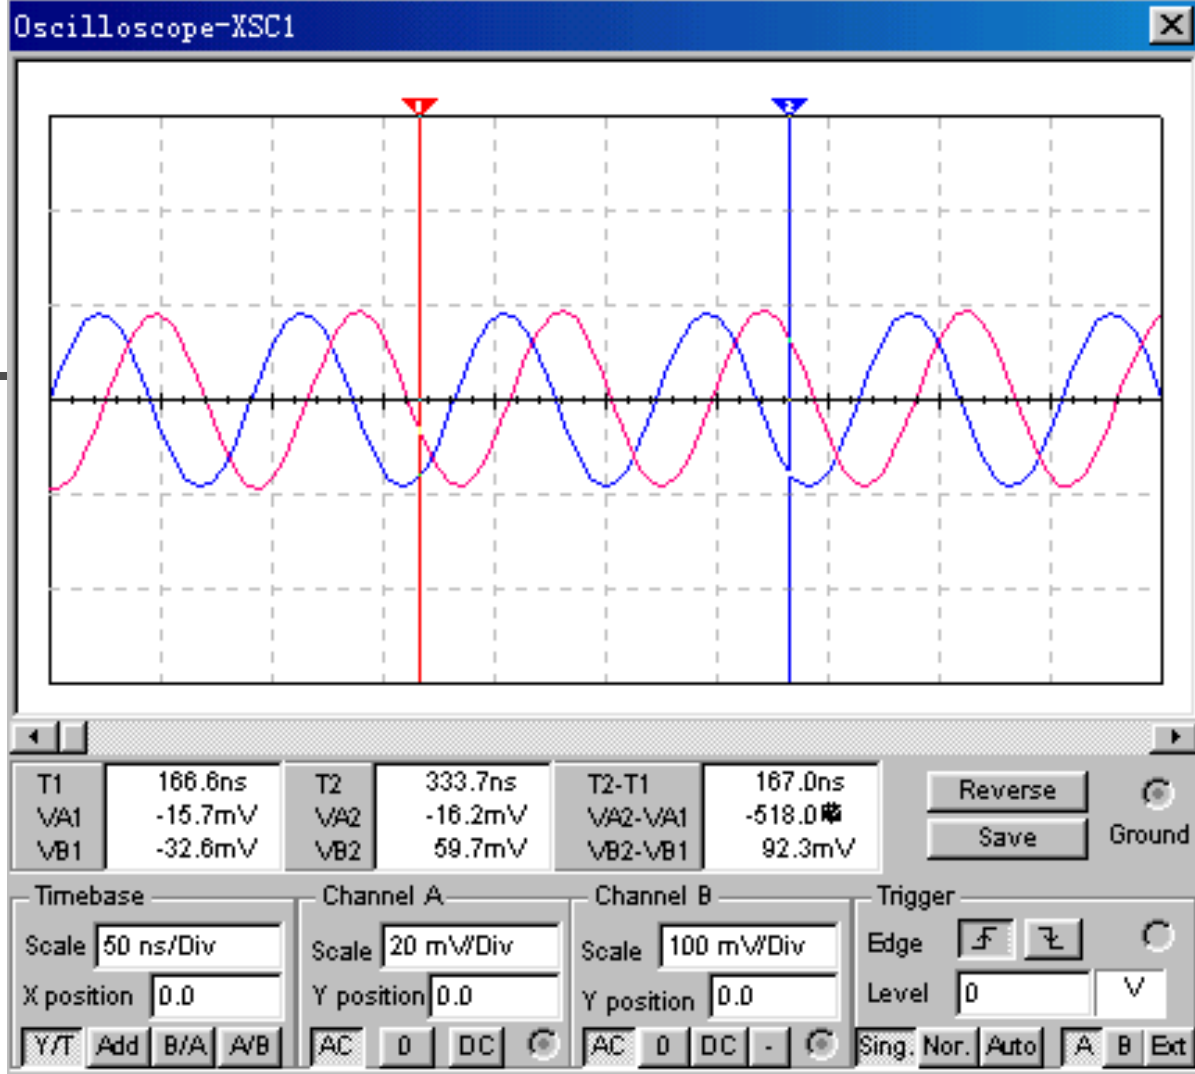 Oscilloscope-XSC1
1 2
T1 166.6ns T2 333.7ns T2-T1 167.0ns
VA1 -15.7mV VA2 -16.2mV VA2-VA1 -518.0
VB1 -32.6mV VB2 59.7mV VB2-VB1 92.3mV
Reverse
Save
Ground
Timebase
Scale 50 ns/Div
X position 0.0
Y/T Add B/A A/B
Channel A
Scale 20 mV/Div
Y position 0.0
AC 0 DC
Channel B
Scale 100 mV/Div
Y position 0.0
AC 0 DC -
Trigger
Edge
Level 0 V
Sing. Nor. Auto A B Ext